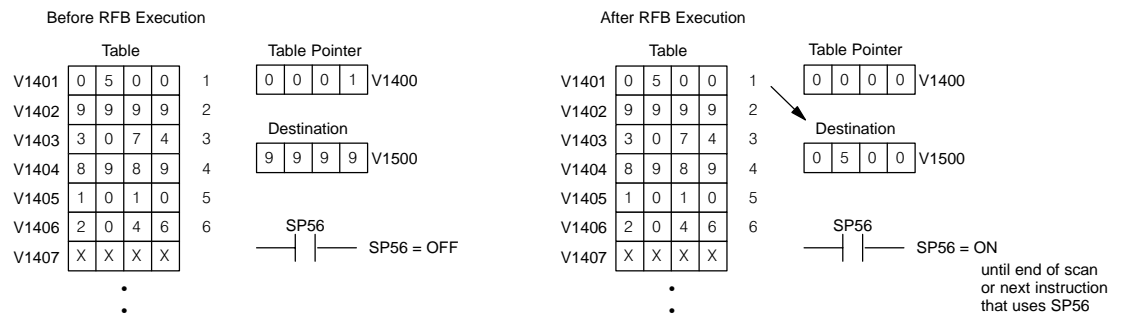 Before RFB Execution
Table
Table Pointer
V1401 0 5 0 0 1
0 0 0 1 V1400
V1402 9 9 9 9 2
V1403 3 0 7 4 3
Destination
V1404 8 9 8 9 4
9 9 9 9 V1500
V1405 1 0 1 0 5
V1406 2 0 4 6 6
V1407 X X X X
SP56
SP56 = OFF
After RFB Execution
Table
Table Pointer
V1401 0 5 0 0 1
0 0 0 0 V1400
V1402 9 9 9 9 2
V1403 3 0 7 4 3
Destination
V1404 8 9 8 9 4
0 5 0 0 V1500
V1405 1 0 1 0 5
V1406 2 0 4 6 6
V1407 X X X X
SP56
SP56 = ON
until end of scan
or next instruction
that uses SP56